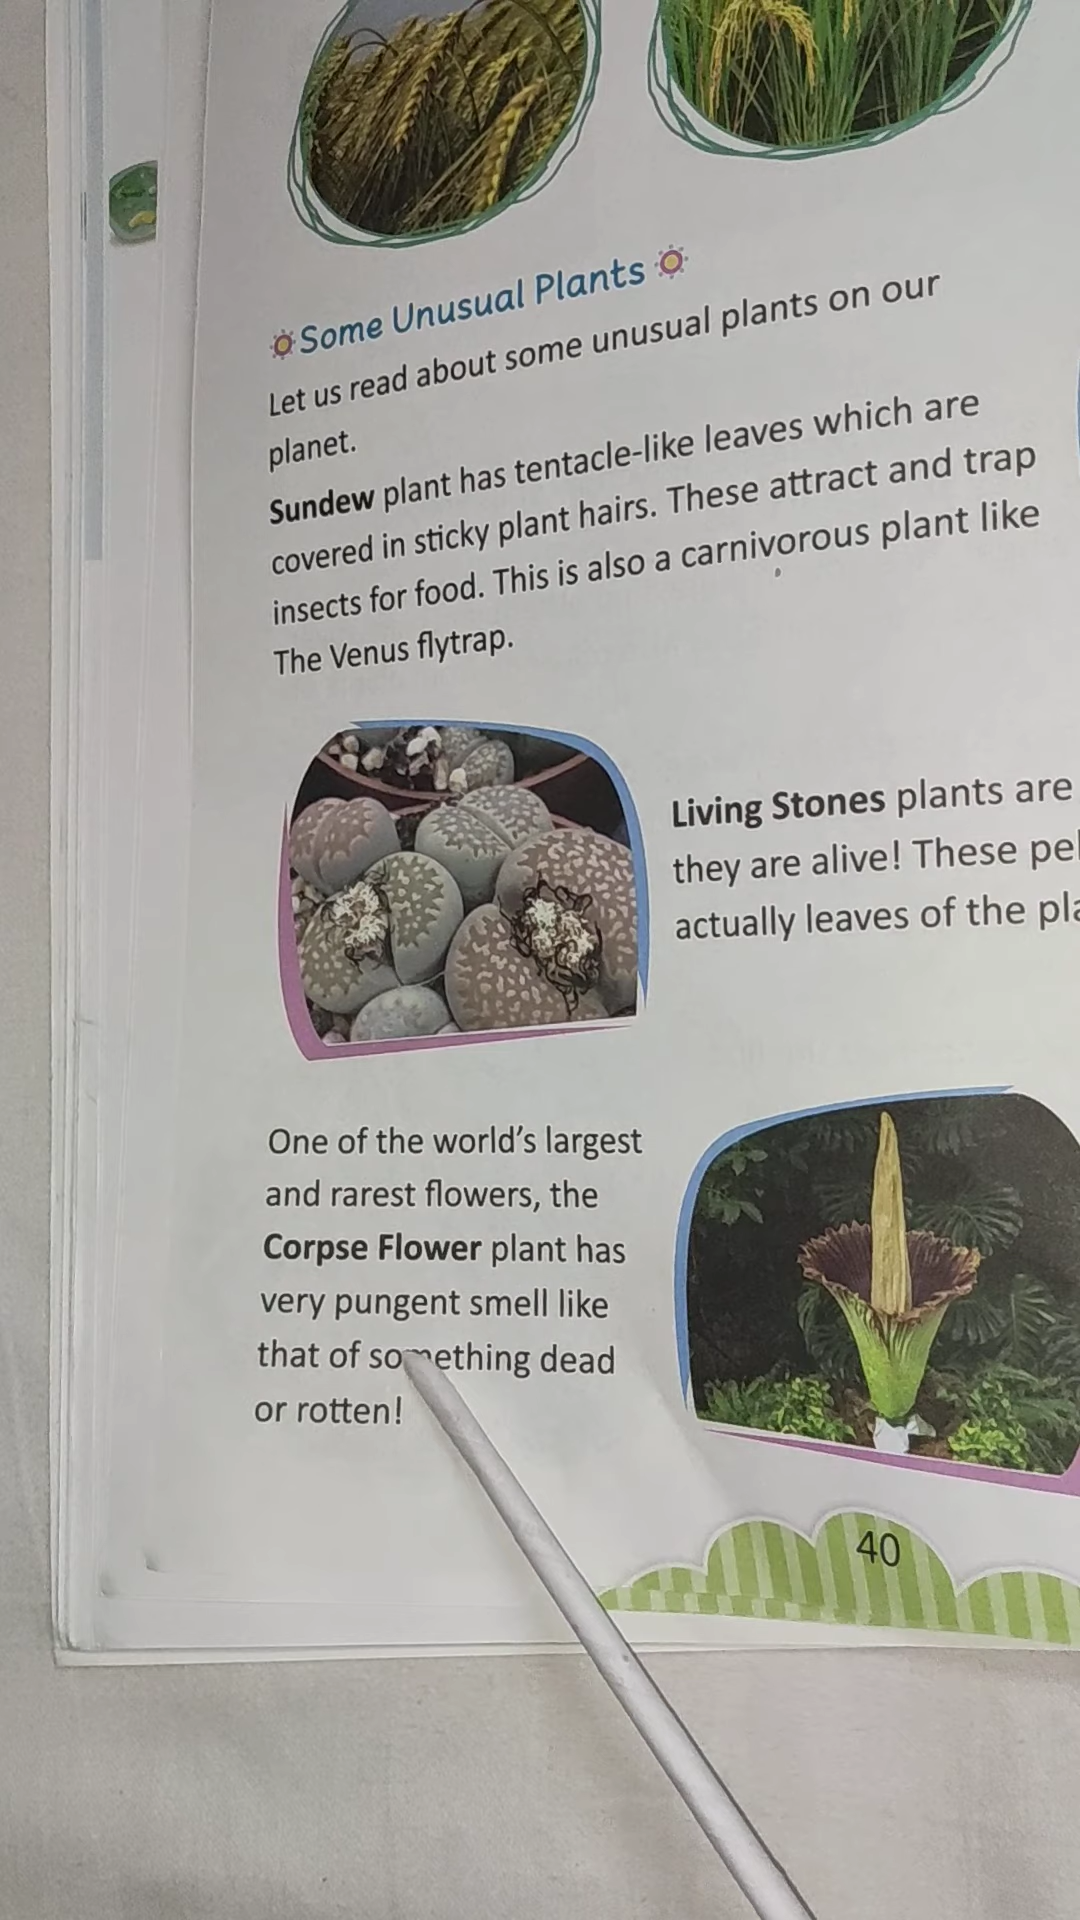 Some Unusual Plants
Let us read about some unusual plants on our
planet.
Sundew plant has tentacle-like leaves which are
covered in sticky plant hairs. These attract and trap
insects for food. This is also a carnivorous plant like
The Venus flytrap.
Living Stones plants are
they are alive! These
actually leaves of the
One of the world's largest
and rarest flowers, the
Corpse Flower plant has
very pungent smell like
that of something dead
or rotten!
40